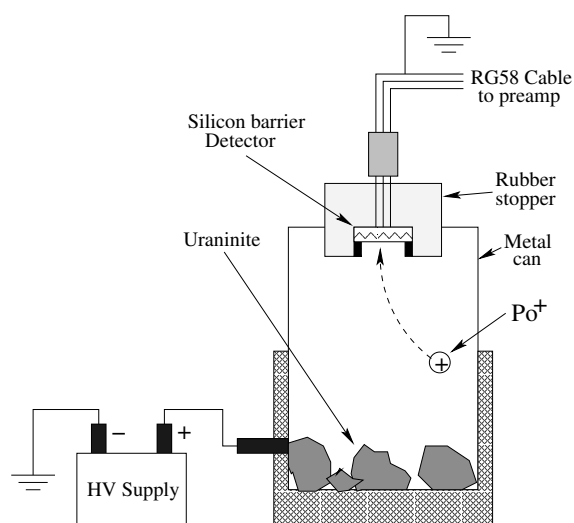 RG58 Cable
to preamp
Silicon barrier
Detector
Rubber
stopper
Uraninite
Metal
can
Po+
+
− +
HV Supply